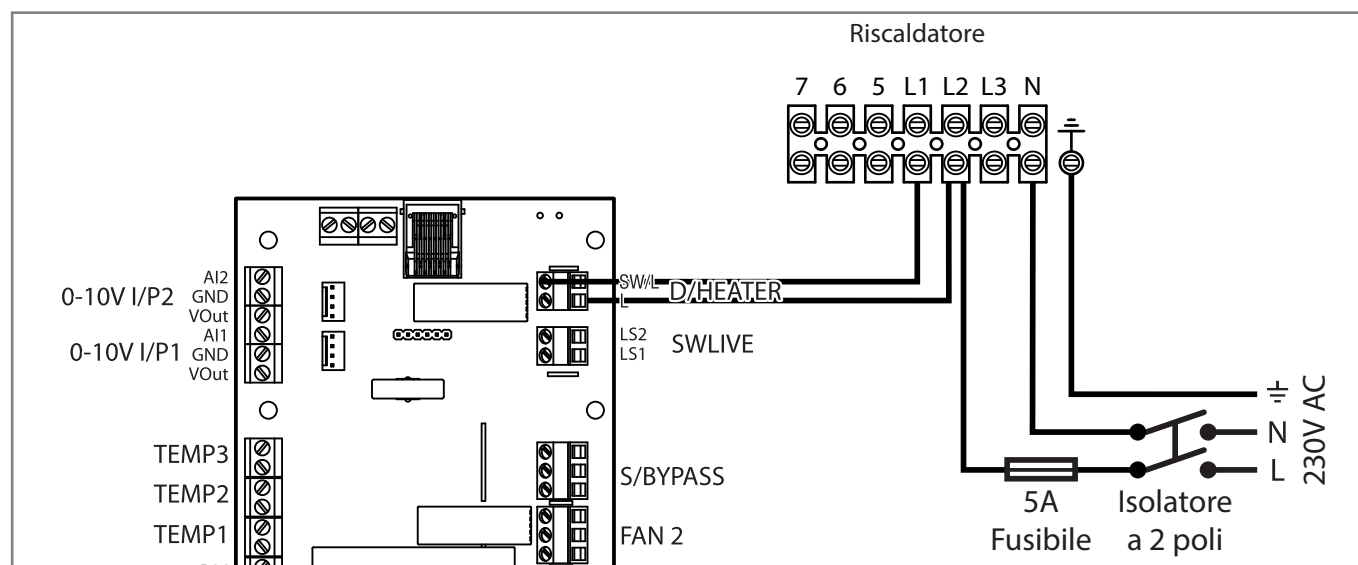 Riscaldatore
7 6 5 L1 L2 L3 N
AI2
0-10V I/P2 GND
VOut
AI1
0-10V I/P1 GND
VOut
SW/L
L
D/HEATER
LS2
LS1
SWLIVE
TEMP3
TEMP2
TEMP1
S/BYPASS
FAN 2
N
L
230V AC
5A
Fusibile
Isolatore
a 2 poli